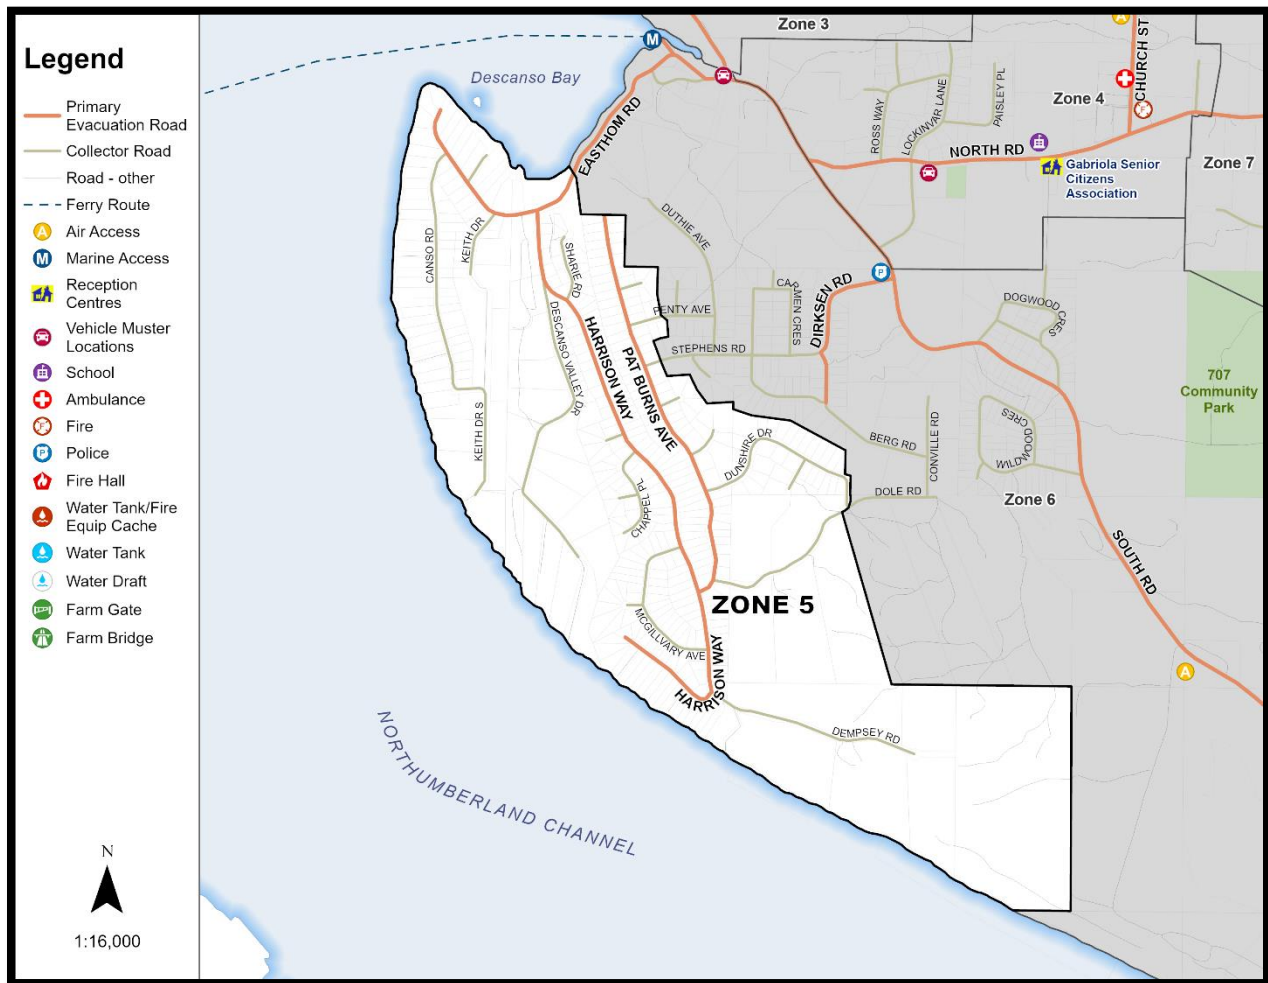 Legend
Primary
Evacuation Road
Collector Road
Road - other
Ferry Route
A Air Access
M Marine Access
Reception
Centres
Vehicle Muster
Locations
School
Ambulance
F Fire
P Police
Fire Hall
Water Tank/Fire
Equip Cache
Water Tank
Water Draft
Farm Gate
Farm Bridge
N
1:16,000
Zone 3
A
CHURCH ST
M
Descanso Bay
EASTHOM RD
ROSS WAY
LOCKINVAR LANE
PAISLEY PL
Zone 4
F
NORTH RD
Gabriola Senior
Citizens
Association
Zone 7
DUTHIE AVE
CANSO RD
KEITH DR
SHARIE RD
P
CARMEN CRES
DIRKSEN RD
DOGWOOD CRES
PENTY AVE
DESCANSO VALLEY DR
HARRISON WAY
PAT BURNS AVE
STEPHENS RD
707
Community
Park
KEITH DR S
DUNSHIRE DR
BERG RD
CONVILLE RD
WILDWOOD CRES
CHAPPEL PL
DOLE RD
Zone 6
SOUTH RD
ZONE 5
MCGILLVARY AVE
HARRISON WAY
HARRISON WAY
A
DEMPSEY RD
NORTHUMBERLAND CHANNEL